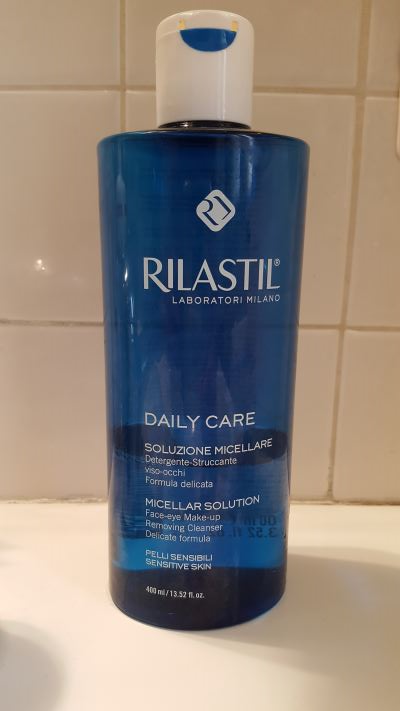 RILASTIL®
LABORATORI MILANO
DAILY CARE
SOLUZIONE MICELLARE
Detergente-Struccante
viso-occhi
Formula delicata
MICELLAR SOLUTION
Face-eye Make-up
Removing Cleanser
Delicate formula
PELLI SENSIBILI
SENSITIVE SKIN
400 ml / 13.52 fl. oz.